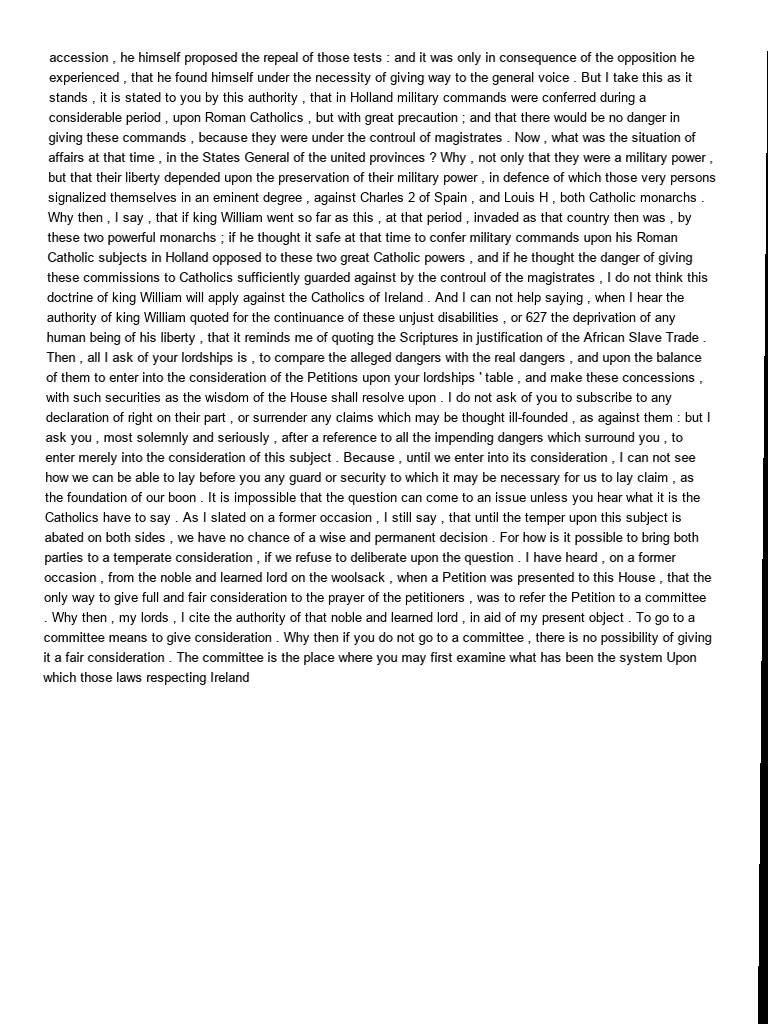 accession , he himself proposed the repeal of those tests : and it was only in consequence of the opposition he
experienced , that he found himself under the necessity of giving way to the general voice . But I take this as it
stands , it is stated to you by this authority , that in Holland military commands were conferred during a
considerable period , upon Roman Catholics , but with great precaution ; and that there would be no danger in
giving these commands , because they were under the controul of magistrates . Now , what was the situation of
affairs at that time , in the States General of the united provinces ? Why , not only that they were a military power ,
but that their liberty depended upon the preservation of their military power , in defence of which those very persons
signalized themselves in an eminent degree , against Charles 2 of Spain , and Louis H , both Catholic monarchs .
Why then , I say , that if king William went so far as this , at that period , invaded as that country then was , by
these two powerful monarchs ; if he thought it safe at that time to confer military commands upon his Roman
Catholic subjects in Holland opposed to these two great Catholic powers , and if he thought the danger of giving
these commissions to Catholics sufficiently guarded against by the controul of the magistrates , I do not think this
doctrine of king William will apply against the Catholics of Ireland . And I can not help saying , when I hear the
authority of king William quoted for the continuance of these unjust disabilities , or 627 the deprivation of any
human being of his liberty , that it reminds me of quoting the Scriptures in justification of the African Slave Trade .
Then , all I ask of your lordships is , to compare the alleged dangers with the real dangers , and upon the balance
of them to enter into the consideration of the Petitions upon your lordships ' table , and make these concessions ,
with such securities as the wisdom of the House shall resolve upon . I do not ask of you to subscribe to any
declaration of right on their part , or surrender any claims which may be thought ill-founded , as against them : but I
ask you , most solemnly and seriously , after a reference to all the impending dangers which surround you , to
enter merely into the consideration of this subject . Because , until we enter into its consideration , I can not see
how we can be able to lay before you any guard or security to which it may be necessary for us to lay claim , as
the foundation of our boon . It is impossible that the question can come to an issue unless you hear what it is the
Catholics have to say . As I slated on a former occasion , I still say , that until the temper upon this subject is
abated on both sides , we have no chance of a wise and permanent decision . For how is it possible to bring both
parties to a temperate consideration , if we refuse to deliberate upon the question . I have heard , on a former
occasion , from the noble and learned lord on the woolsack , when a Petition was presented to this House , that the
only way to give full and fair consideration to the prayer of the petitioners , was to refer the Petition to a committee
. Why then , my lords , I cite the authority of that noble and learned lord , in aid of my present object . To go to a
committee means to give consideration . Why then if you do not go to a committee , there is no possibility of giving
it a fair consideration . The committee is the place where you may first examine what has been the system Upon
which those laws respecting Ireland